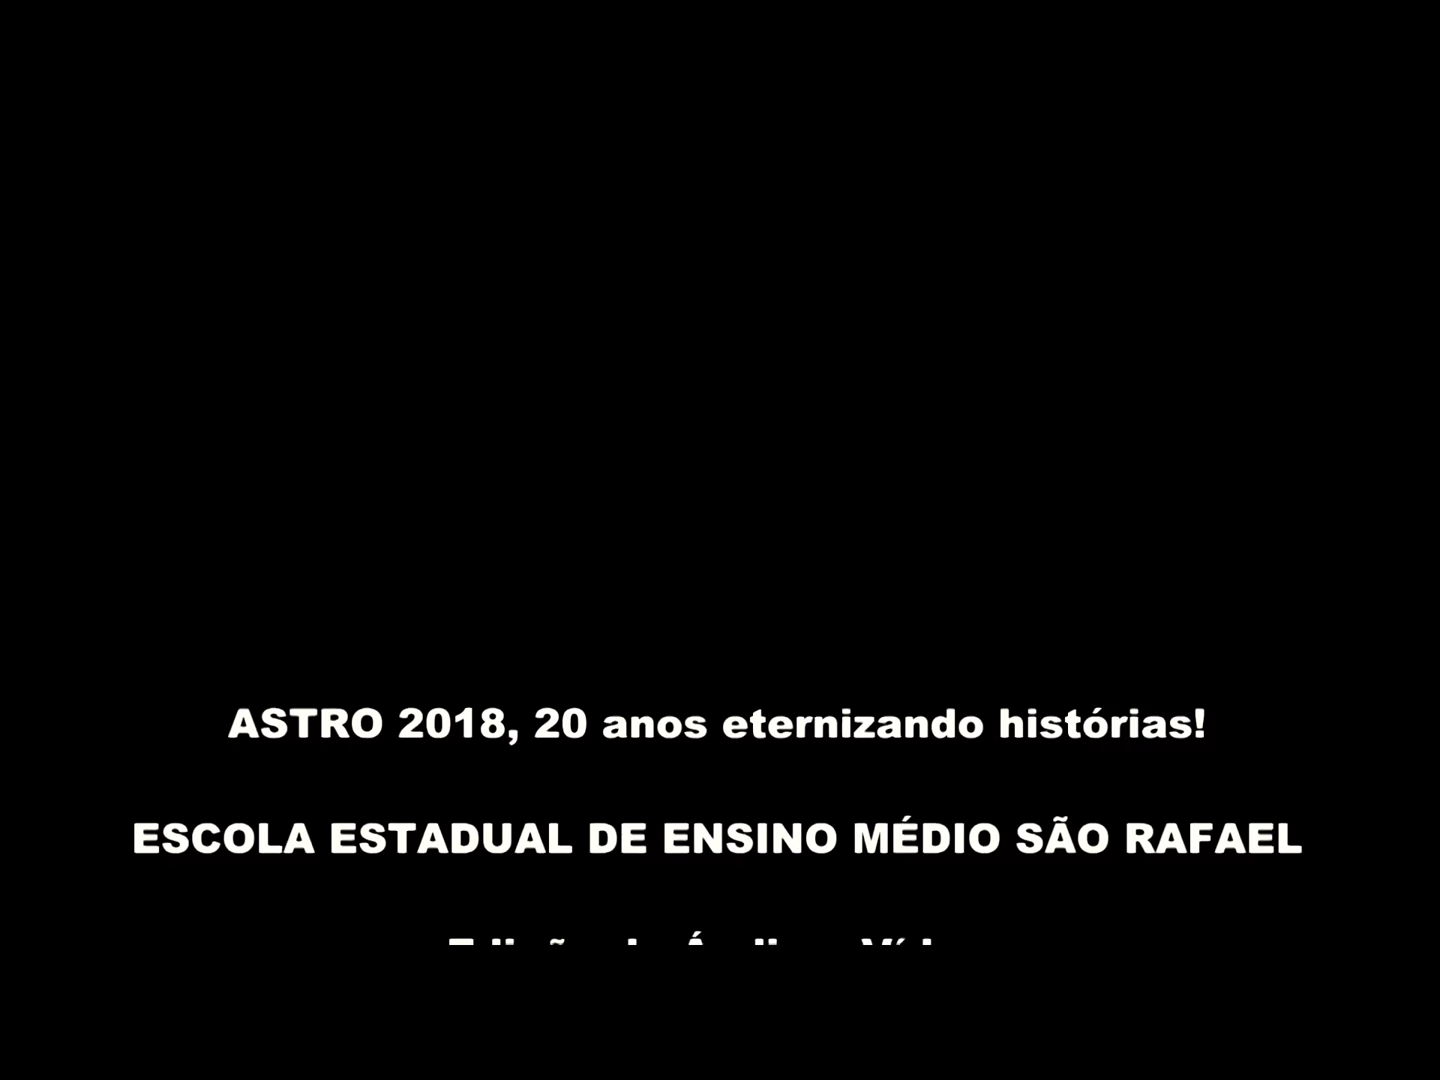 ASTRO 2018, 20 anos eternizando histórias!
ESCOLA ESTADUAL DE ENSINO MÉDIO SÃO RAFAEL